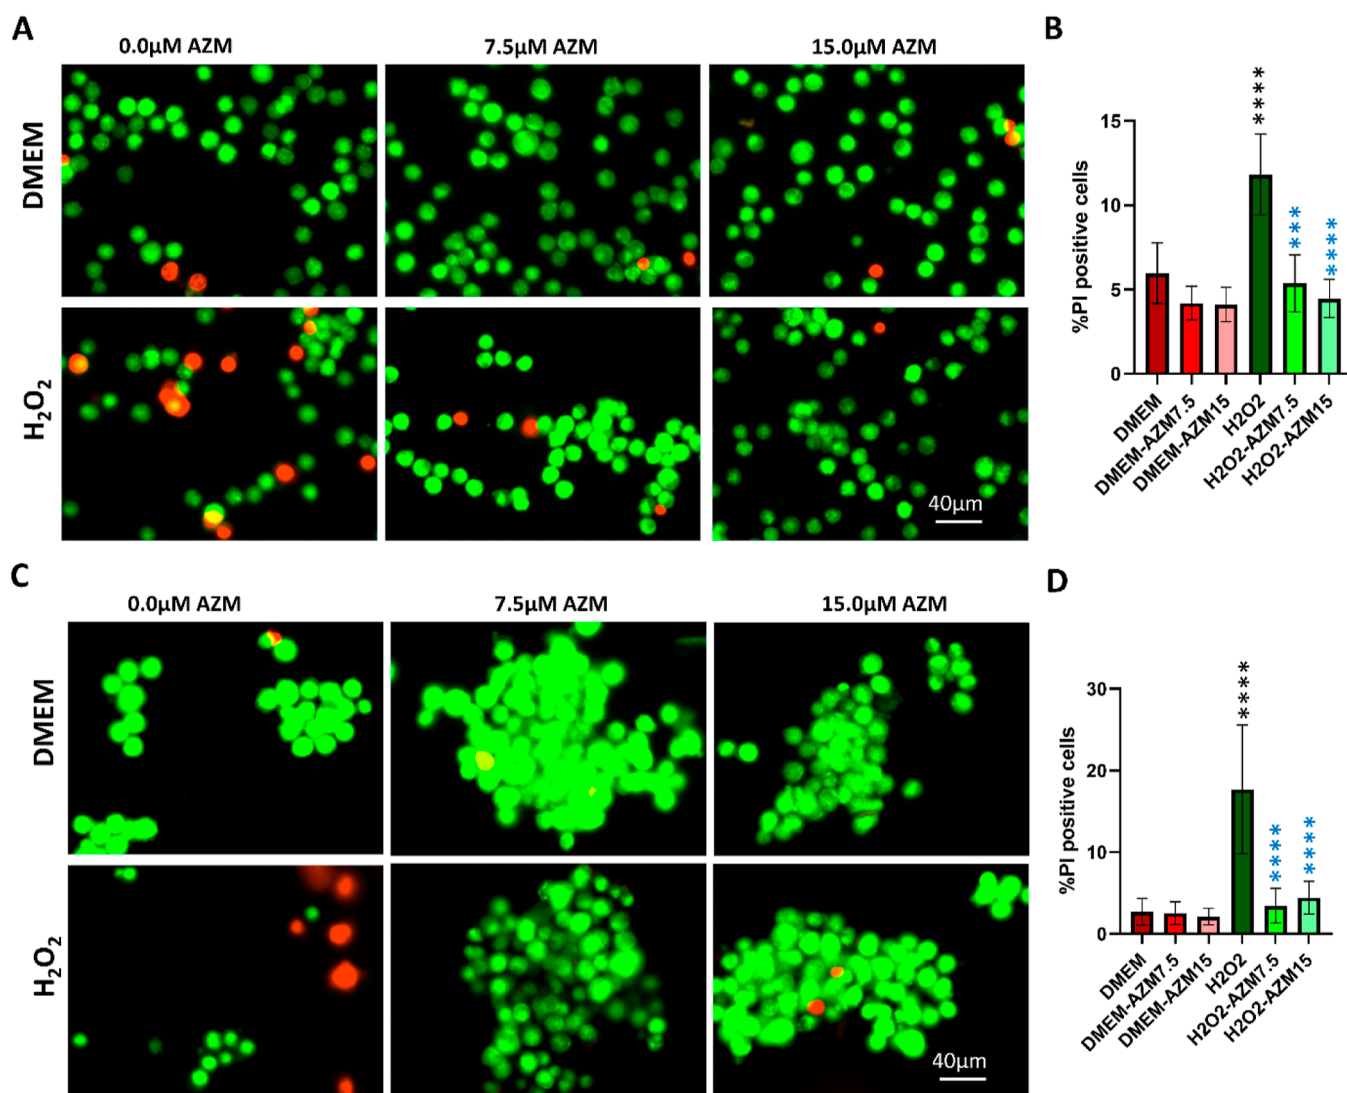 A
0.0µM AZM
7.5µM AZM
15.0µM AZM
DMEM
H2O2
40µm
B
%PI positive cells
15
10
5
0
****
***
****
DMEM
DMEM-AZM7.5
DMEM-AZM15
H2O2
H2O2-AZM7.5
H2O2-AZM15
C
0.0µM AZM
7.5µM AZM
15.0µM AZM
DMEM
H2O2
40µm
D
%PI positive cells
30
20
10
0
****
****
****
DMEM
DMEM-AZM7.5
DMEM-AZM15
H2O2
H2O2-AZM7.5
H2O2-AZM15